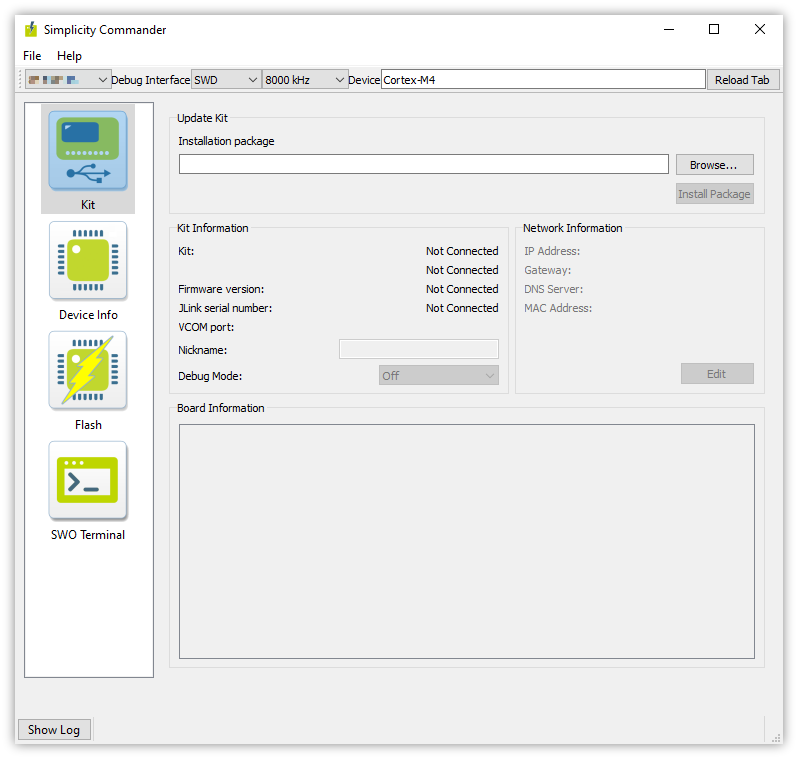 Simplicity Commander
File Help
Debug Interface SWD 8000 kHz Device Cortex-M4 Reload Tab
Kit
Device Info
Flash
SWO Terminal
Update Kit
Installation package
Browse...
Install Package
Kit Information
Kit: Not Connected
Not Connected
Firmware version: Not Connected
JLink serial number: Not Connected
VCOM port:
Nickname:
Debug Mode: Off
Network Information
IP Address:
Gateway:
DNS Server:
MAC Address:
Edit
Board Information
Show Log